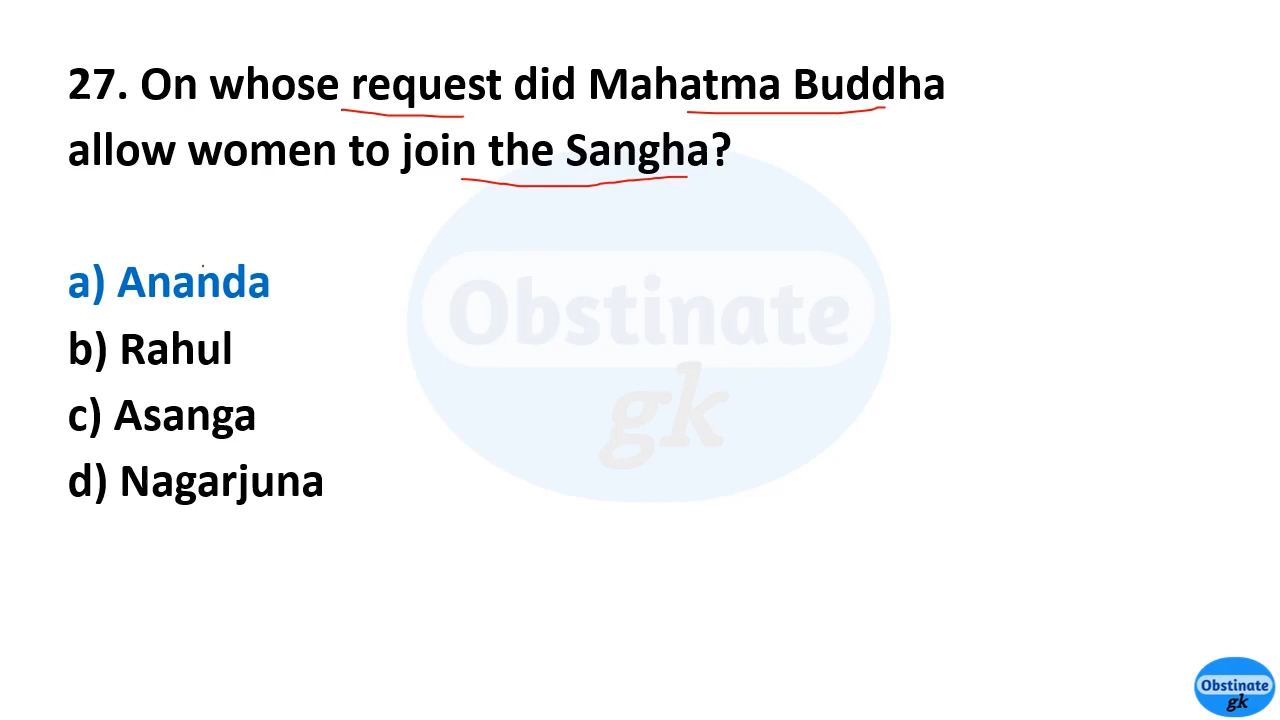 27. On whose request did Mahatma Buddha
allow women to join the Sangha?
a) Ananda
b) Rahul
c) Asanga
d) Nagarjuna
Obstinate
gk
Obstinate
gk